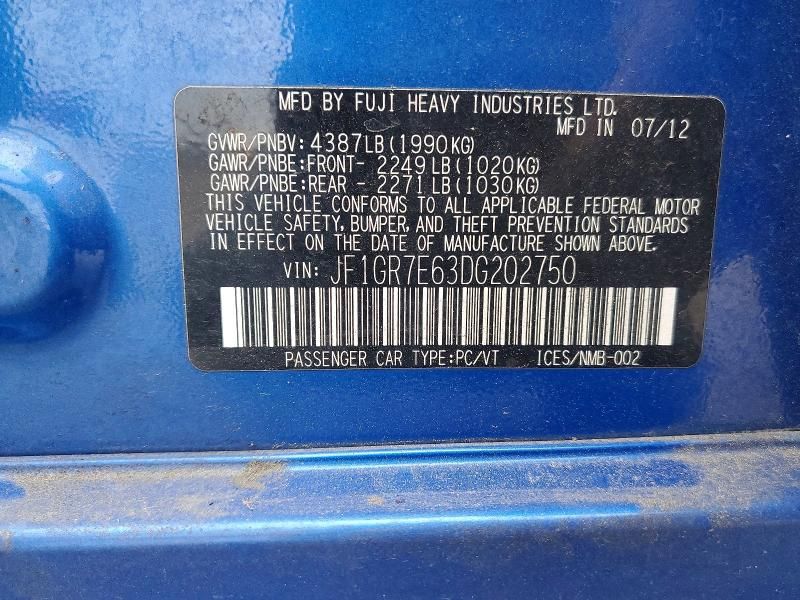 MFD BY FUJI HEAVY INDUSTRIES LTD.
MFD IN 07/12
GVWR/PNBV: 4387LB(1990KG)
GAWR/PNBE:FRONT- 2249LB(1020KG)
GAWR/PNBE:REAR - 2271LB(1030KG)
THIS VEHICLE CONFORMS TO ALL APPLICABLE FEDERAL MOTOR
VEHICLE SAFETY, BUMPER, AND THEFT PREVENTION STANDARDS
IN EFFECT ON THE DATE OF MANUFACTURE SHOWN ABOVE.
VIN: JF1GR7E63DG202750
PASSENGER CAR TYPE:PC/VT ICES/NMB-002